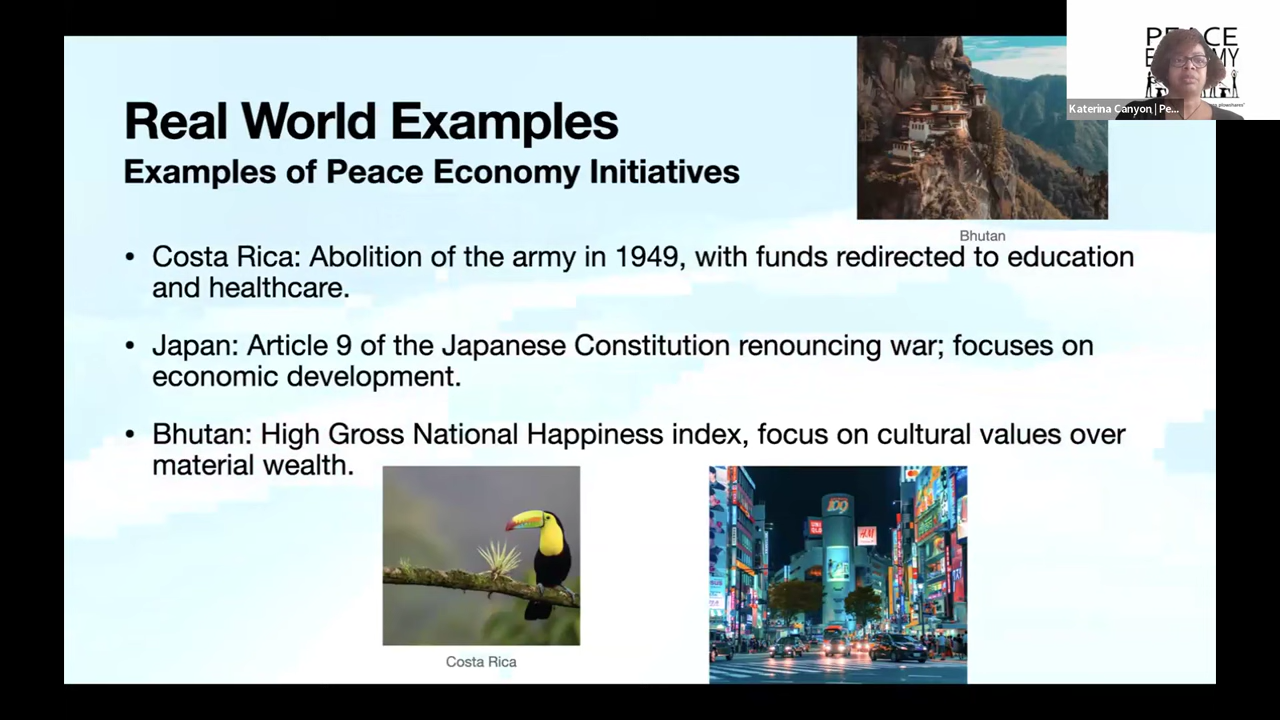 Real World Examples
Examples of Peace Economy Initiatives
PEACE
Katerina Canyon | Pe...
Bhutan
• Costa Rica: Abolition of the army in 1949, with funds redirected to education
and healthcare.
• Japan: Article 9 of the Japanese Constitution renouncing war; focuses on
economic development.
• Bhutan: High Gross National Happiness index, focus on cultural values over
material wealth.
109
H&M
Costa Rica